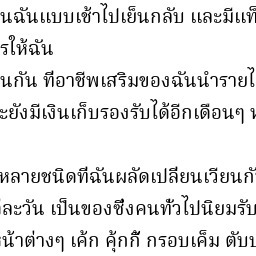 นฉันแบบเช้าไปเย็นกลับ และมีแท็
รให้ฉัน
นกัน ที่อาชีพเสริมของฉันนำรายไ
ะยังมีเงินเก็บรองรับได้อีกเดือนๆ ห
หลายชนิดที่ฉันผลัดเปลี่ยนเวียนกั
ละวัน เป็นของซึ่งคนทั่วไปนิยมรับ
น้าต่างๆ เค้ก คุ้กกี้ กรอบเค็ม ตับบ